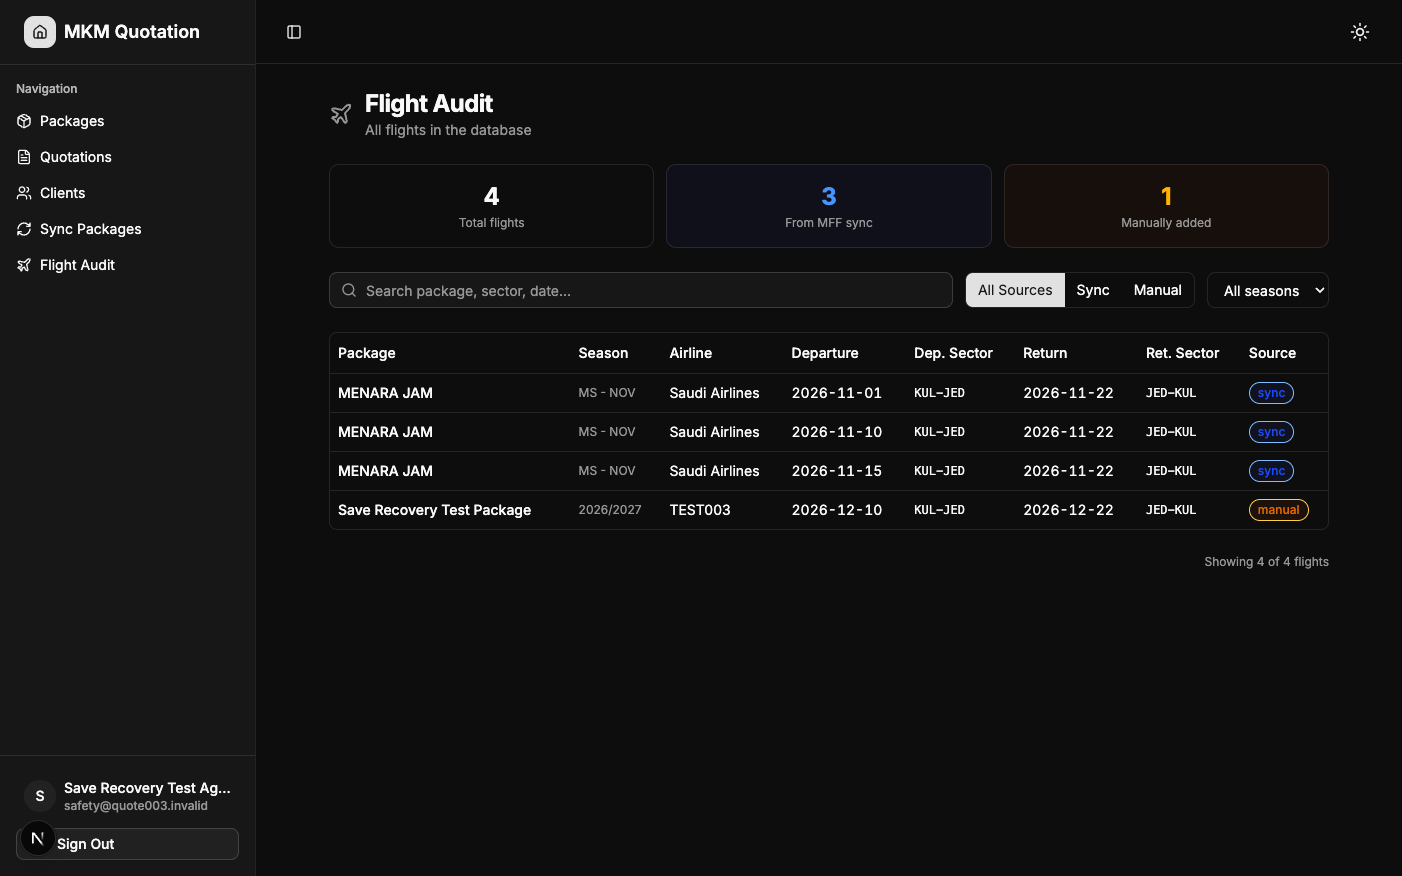 MKM Quotation
Navigation
Packages
Quotations
Clients
Sync Packages
Flight Audit
Save Recovery Test Ag...
safety@quote003.invalid
S
N
Sign Out
Flight Audit
All flights in the database
4
Total flights
3
From MFF sync
1
Manually added
Search package, sector, date...
All Sources Sync Manual
All seasons
Package Season Airline Departure Dep. Sector Return Ret. Sector Source
MENARA JAM MS - NOV Saudi Airlines 2026-11-01 KUL–JED 2026-11-22 JED–KUL sync
MENARA JAM MS - NOV Saudi Airlines 2026-11-10 KUL–JED 2026-11-22 JED–KUL sync
MENARA JAM MS - NOV Saudi Airlines 2026-11-15 KUL–JED 2026-11-22 JED–KUL sync
Save Recovery Test Package 2026/2027 TEST003 2026-12-10 KUL–JED 2026-12-22 JED–KUL manual
Showing 4 of 4 flights